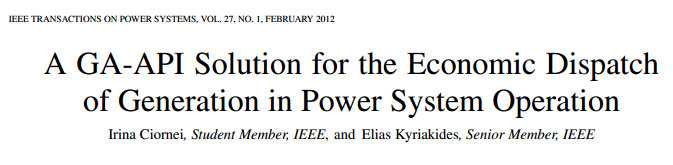 IEEE TRANSACTIONS ON POWER SYSTEMS, VOL. 27, NO. 1, FEBRUARY 2012
A GA-API Solution for the Economic Dispatch
of Generation in Power System Operation
Irina Ciornei, Student Member, IEEE, and Elias Kyriakides, Senior Member, IEEE